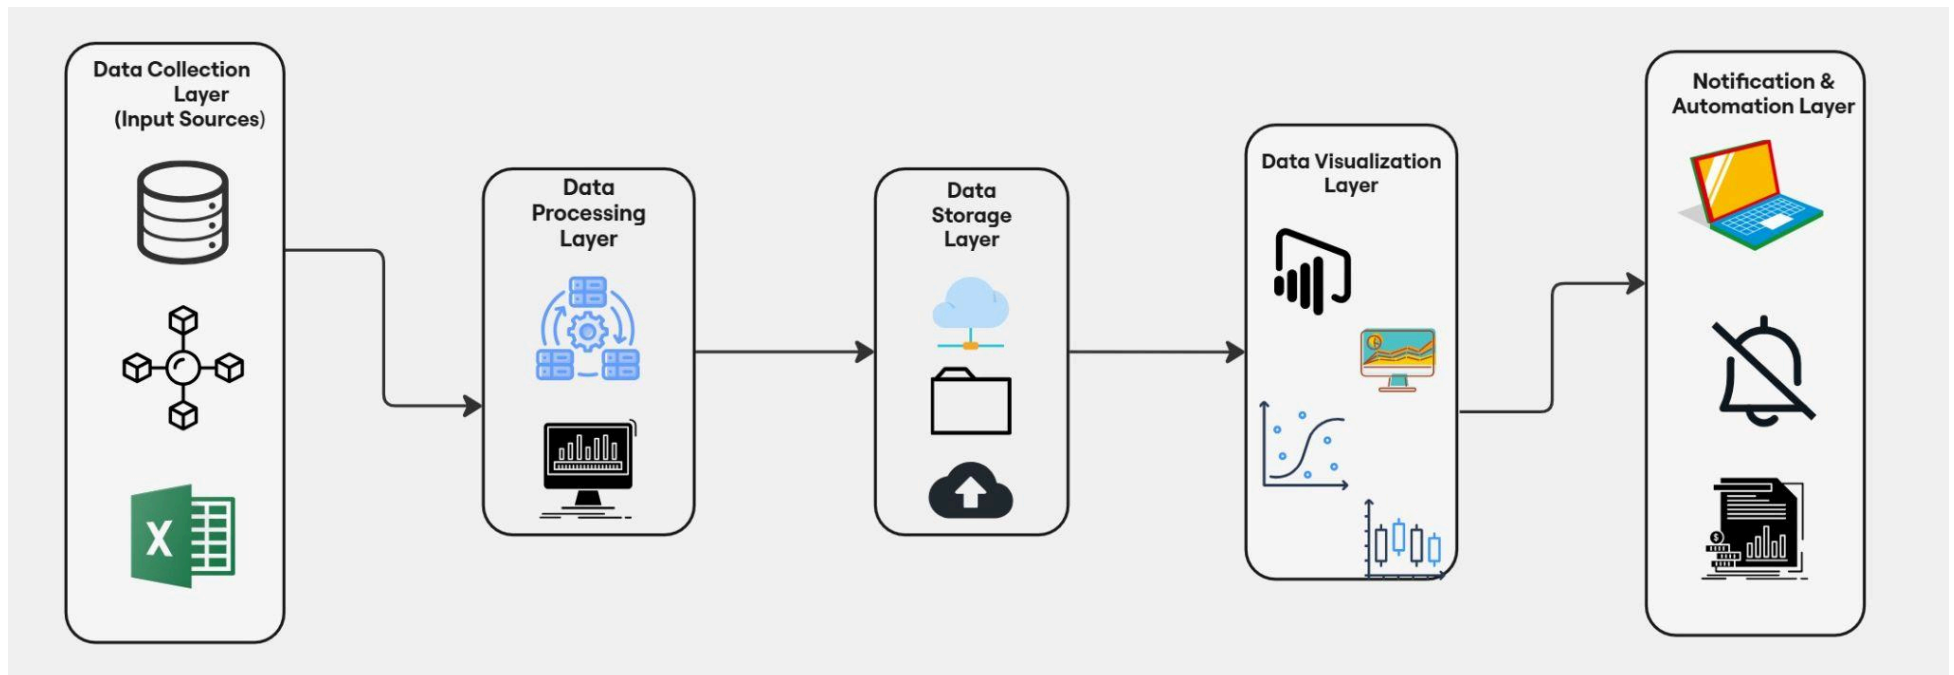 Data Collection
Layer
(Input Sources)
Data
Processing
Layer
Data
Storage
Layer
Data Visualization
Layer
Notification &
Automation Layer
X
$